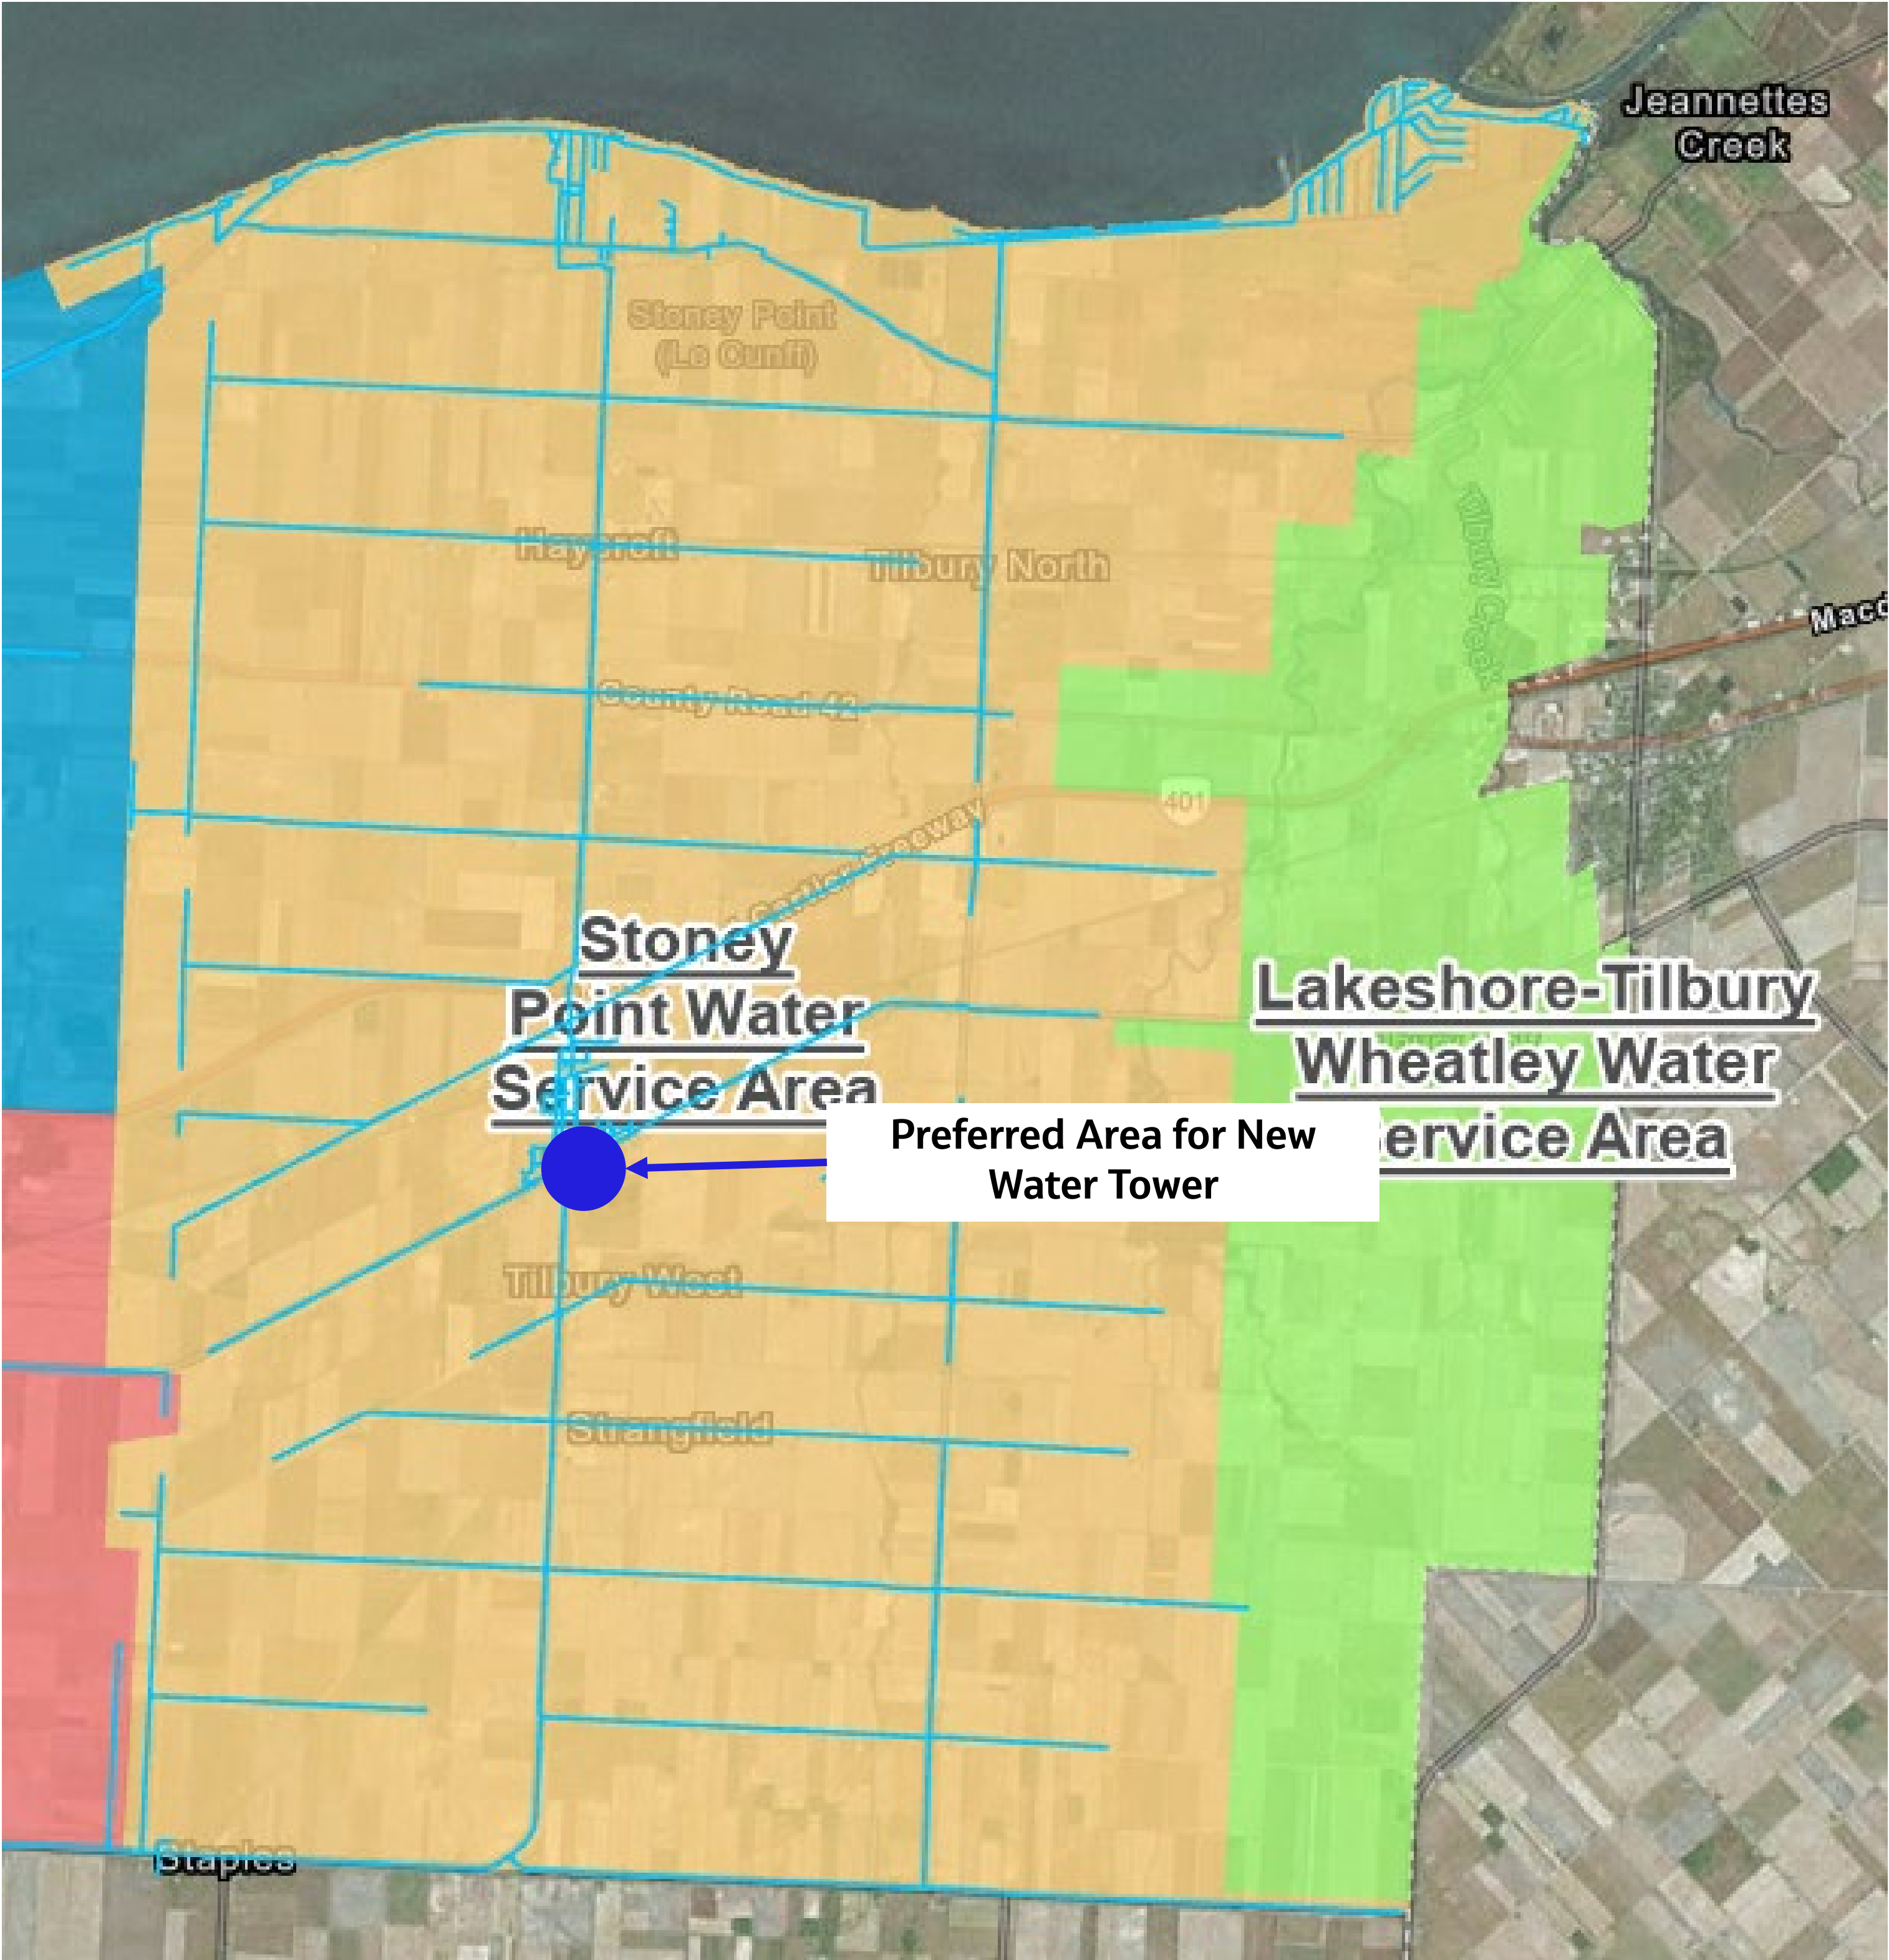 Jeannettes
Creek
Stoney Point
(Le Cunff)
Haycroft
Tilbury North
Tilbury Creek
Macd
County Road 42
401
Freeway
Stoney
Point Water
Service Area
Lakeshore-Tilbury
Wheatley Water
Service Area
Preferred Area for New
Water Tower
Tilbury West
Strangfield
Staples